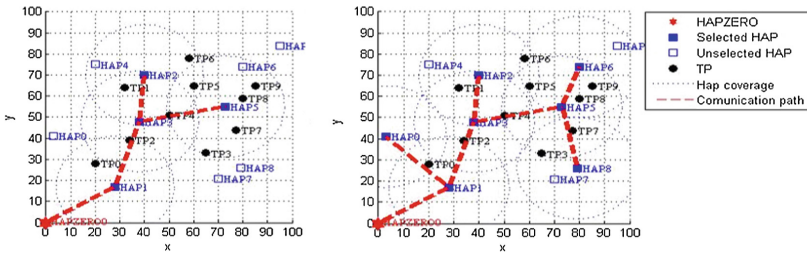 100
90
80
70
60
50
40
30
20
10
0
y
HAP
TP6
HAP4
HAP6
HAP2
TP1
TP5
TP9
TP8
HAP5
HAP3
HAP0
TP7
TP2
TP3
TP0
HAP8
HAP7
HAP1
HAPZERO0
0 10 20 30 40 50 60 70 80 90 100
x
100
90
80
70
60
50
40
30
20
10
0
y
HAP
TP6
HAP4
HAP6
HAP2
TP1
TP5
TP9
TP8
HAP5
HAP3
HAP0
TP7
TP2
TP3
TP0
HAP8
HAP7
HAP1
HAPZERO0
0 10 20 30 40 50 60 70 80 90 100
x
HAPZERO
Selected HAP
Unselected HAP
TP
Hap coverage
Comunication path